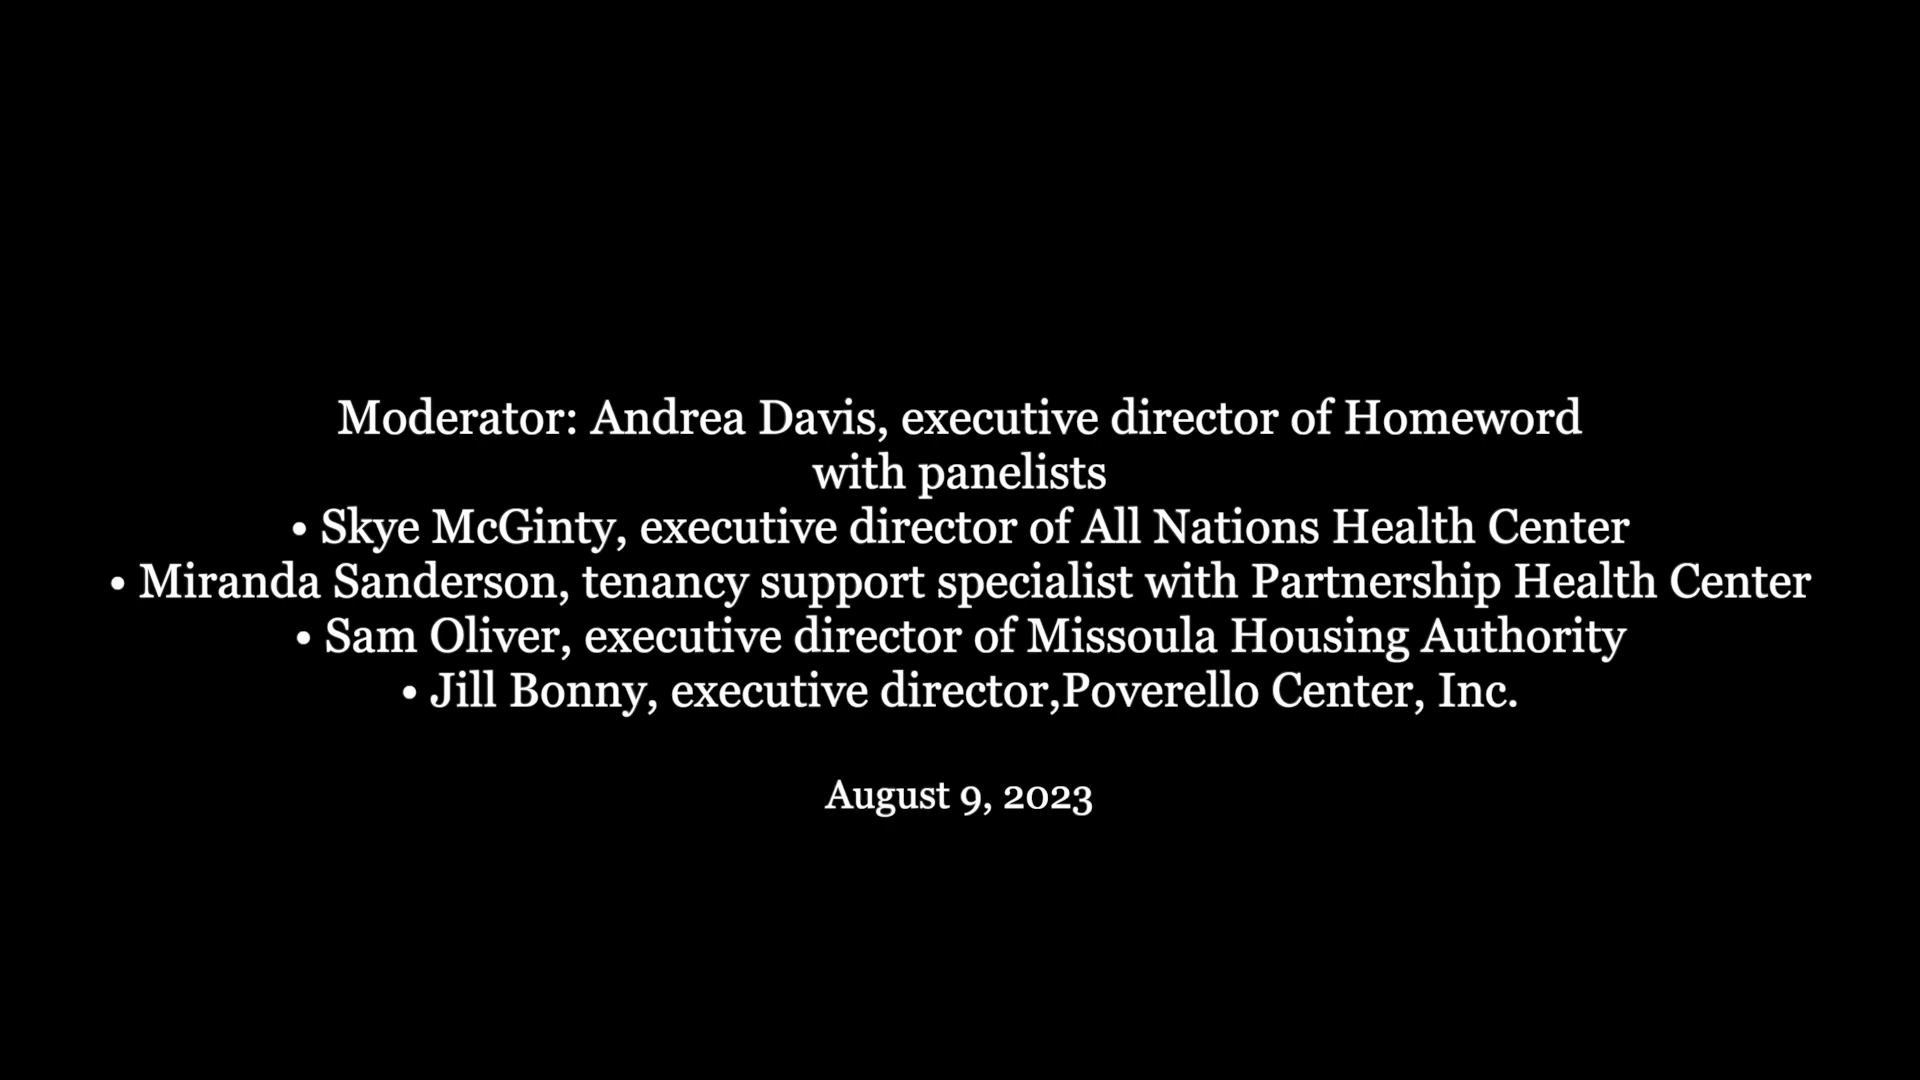 Moderator: Andrea Davis, executive director of Homeword
with panelists
• Skye McGinty, executive director of All Nations Health Center
• Miranda Sanderson, tenancy support specialist with Partnership Health Center
• Sam Oliver, executive director of Missoula Housing Authority
• Jill Bonny, executive director,Poverello Center, Inc.
August 9, 2023